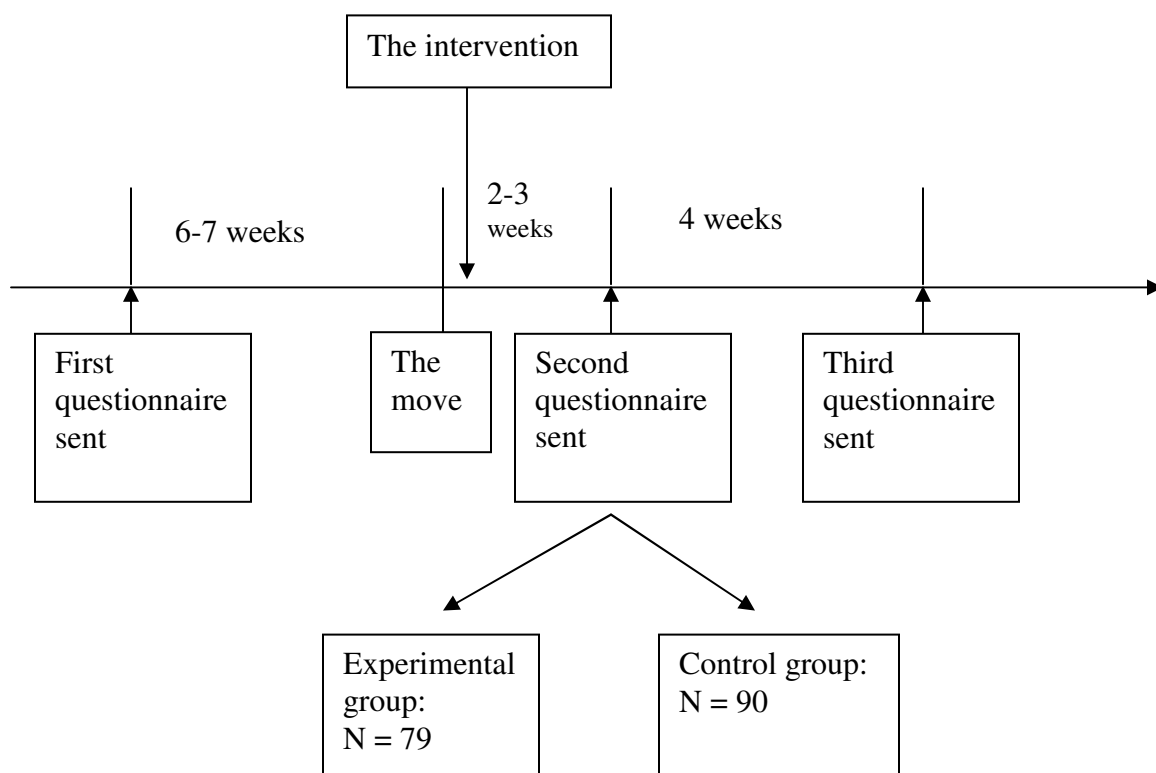 The intervention
2-3
weeks
6-7 weeks
4 weeks
First
questionnaire
sent
The
move
Second
questionnaire
sent
Third
questionnaire
sent
Experimental
group:
N = 79
Control group:
N = 90